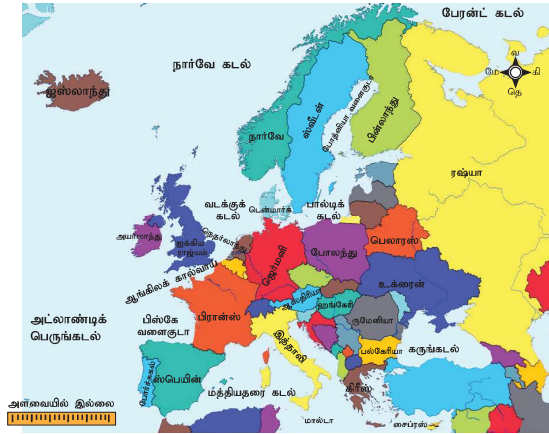 பேரன்ட் கடல்
நார்வே கடல்
வ
மே
கி
தெ
ஐஸ்லாந்து
ஸ்வீடன்
போத்னியா வளைகுடா
பின்லாந்து
நார்வே
ரஷ்யா
வடக்குக்
கடல்
டென்மார்க்
பால்டிக்
கடல்
அயர்லாந்து
ஐக்கிய
ராஜ்யம்
நெதர்லாந்து
ஜெர்மனி
போலந்து
பெலாரஸ்
ஆங்கிலக் கால்வாய்
உக்ரைன்
ஆஸ்திரியா
ஹங்கேரி
அட்லாண்டிக்
பெருங்கடல்
பிஸ்கே
வளைகுடா
பிரான்ஸ்
ருமேனியா
இத்தாலி
பல்கேரியா
கருங்கடல்
போர்ச்சுகல்
ஸ்பெயின்
மத்தியதரை கடல்
கிரீஸ்
அளவையில் இல்லை
மால்டா
சைப்ரஸ்